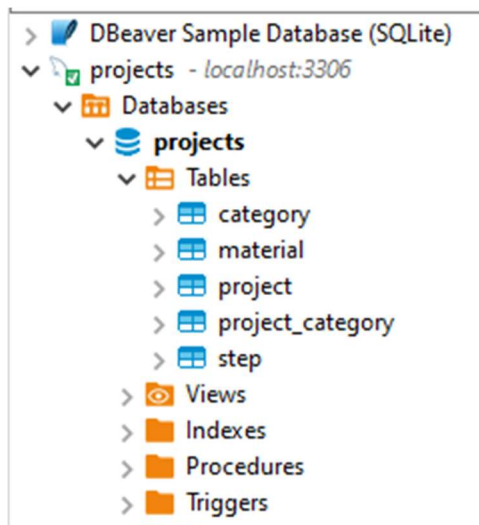 DBeaver Sample Database (SQLite)
projects - localhost:3306
Databases
projects
Tables
category
material
project
project_category
step
Views
Indexes
Procedures
Triggers